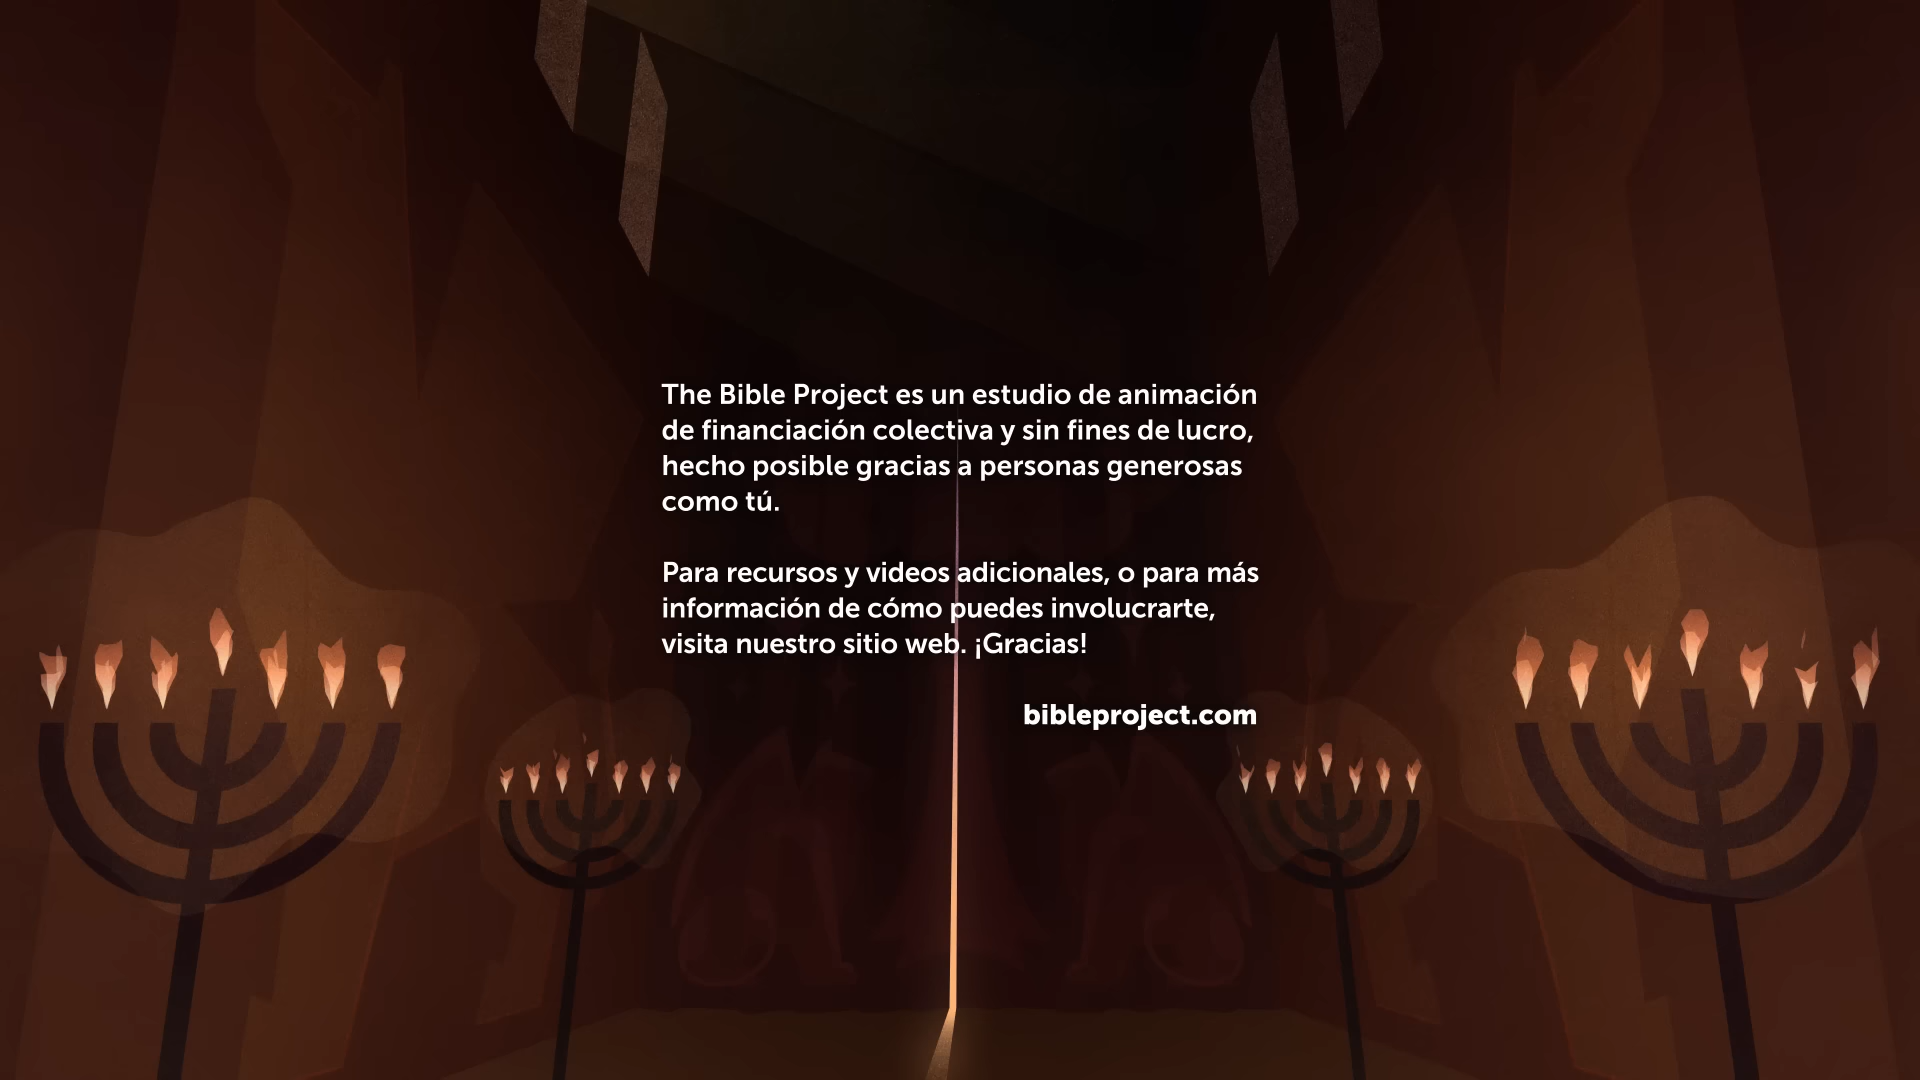 The Bible Project es un estudio de animación
de financiación colectiva y sin fines de lucro,
hecho posible gracias a personas generosas
como tú.
Para recursos y videos adicionales, o para más
información de cómo puedes involucrarte,
visita nuestro sitio web. ¡Gracias!
bibleproject.com